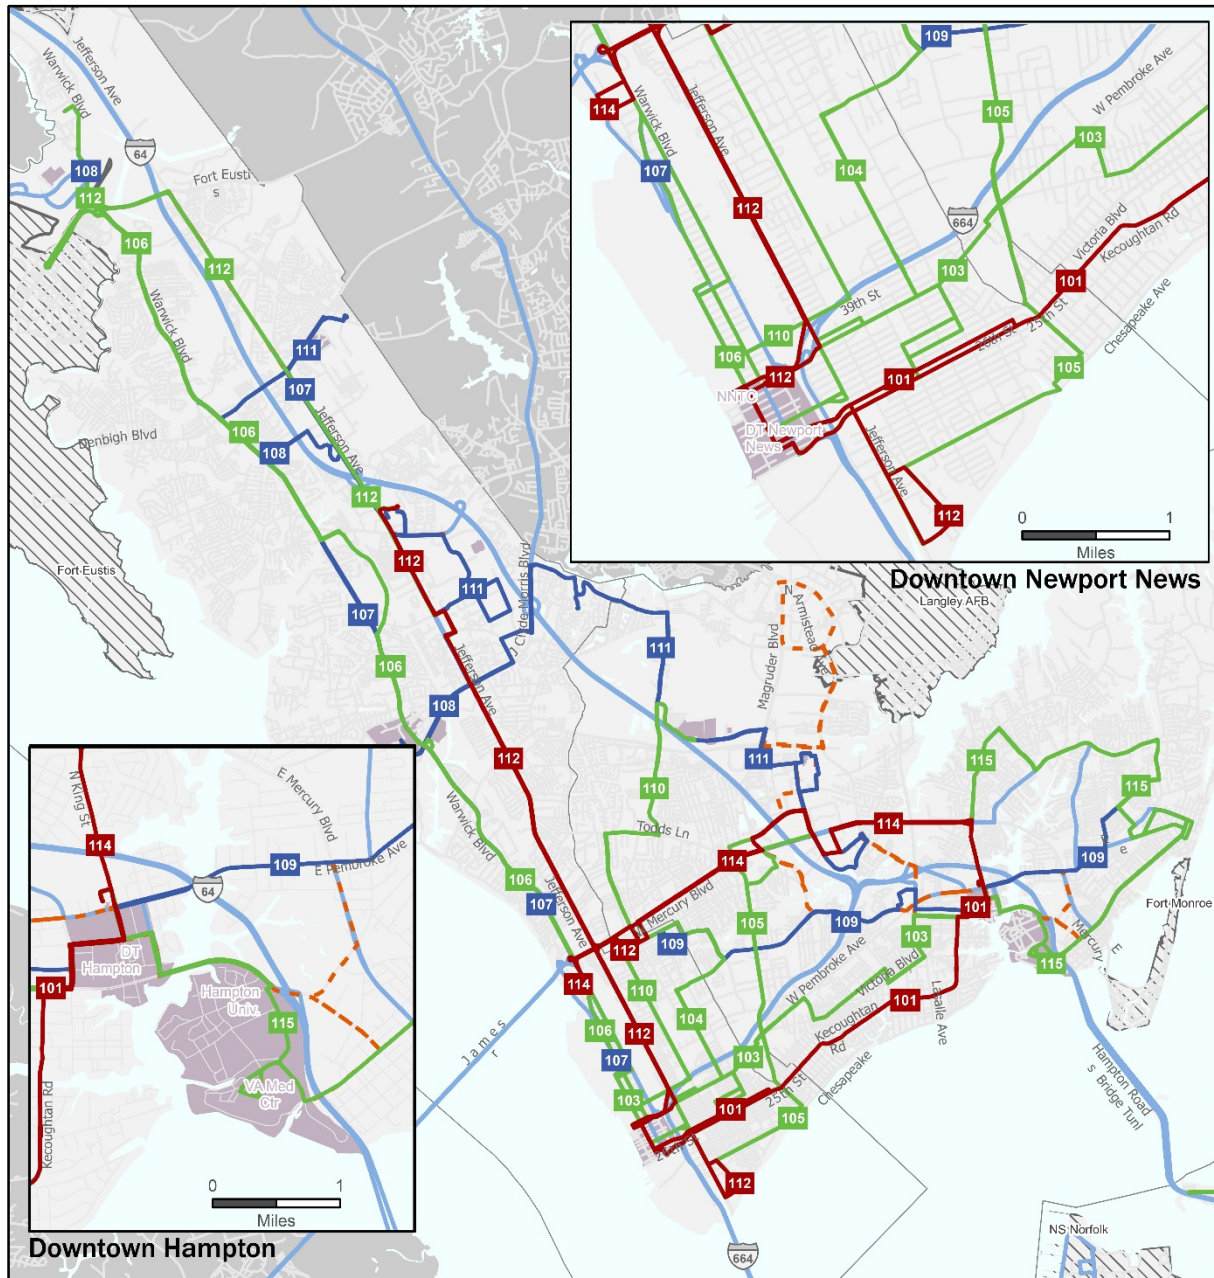 Warwick Blvd
Jefferson Ave
64
108
112
Fort Eusti
s
106
112
Warwick Blvd
111
107
Jefferson Ave
106
108
112
Fort Eustis
112
111
107
J Clyde Morris Blvd
106
Jefferson Ave
108
111
Magruder Blvd
N Armistead Ave
Langley AFB
112
111
115
115
110
Todds Ln
114
114
Warwick Blvd
106
107
Jefferson Ave
105
109
109
112
109
101
103
Fort Monroe
Mercury
E
114
115
W Pembroke Ave
Victoria Blvd
101
Lasalle Ave
110
104
Kecoughtan
Rd
James
r
106
112
107
103
Chesapeake
Hampton Road
s Bridge Tunl
103
101
25th St
105
112
664
NS Norfolk
109
W Pembroke Ave
105
103
114
Warwick Blvd
Jefferson Ave
107
104
112
664
Victoria Blvd
Kecoughtan Rd
103
101
39th St
25th St
Chesapeake Ave
110
106
112
101
105
NNTC
DT Newport
News
Jefferson Ave
112
0
1
Miles
Downtown Newport News
N King St
E Mercury Blvd
114
109
E Pembroke Ave
64
DT
Hampton
101
Hampton
Univ.
115
VA Med
Ctr
Kecoughtan Rd
0
1
Miles
Downtown Hampton